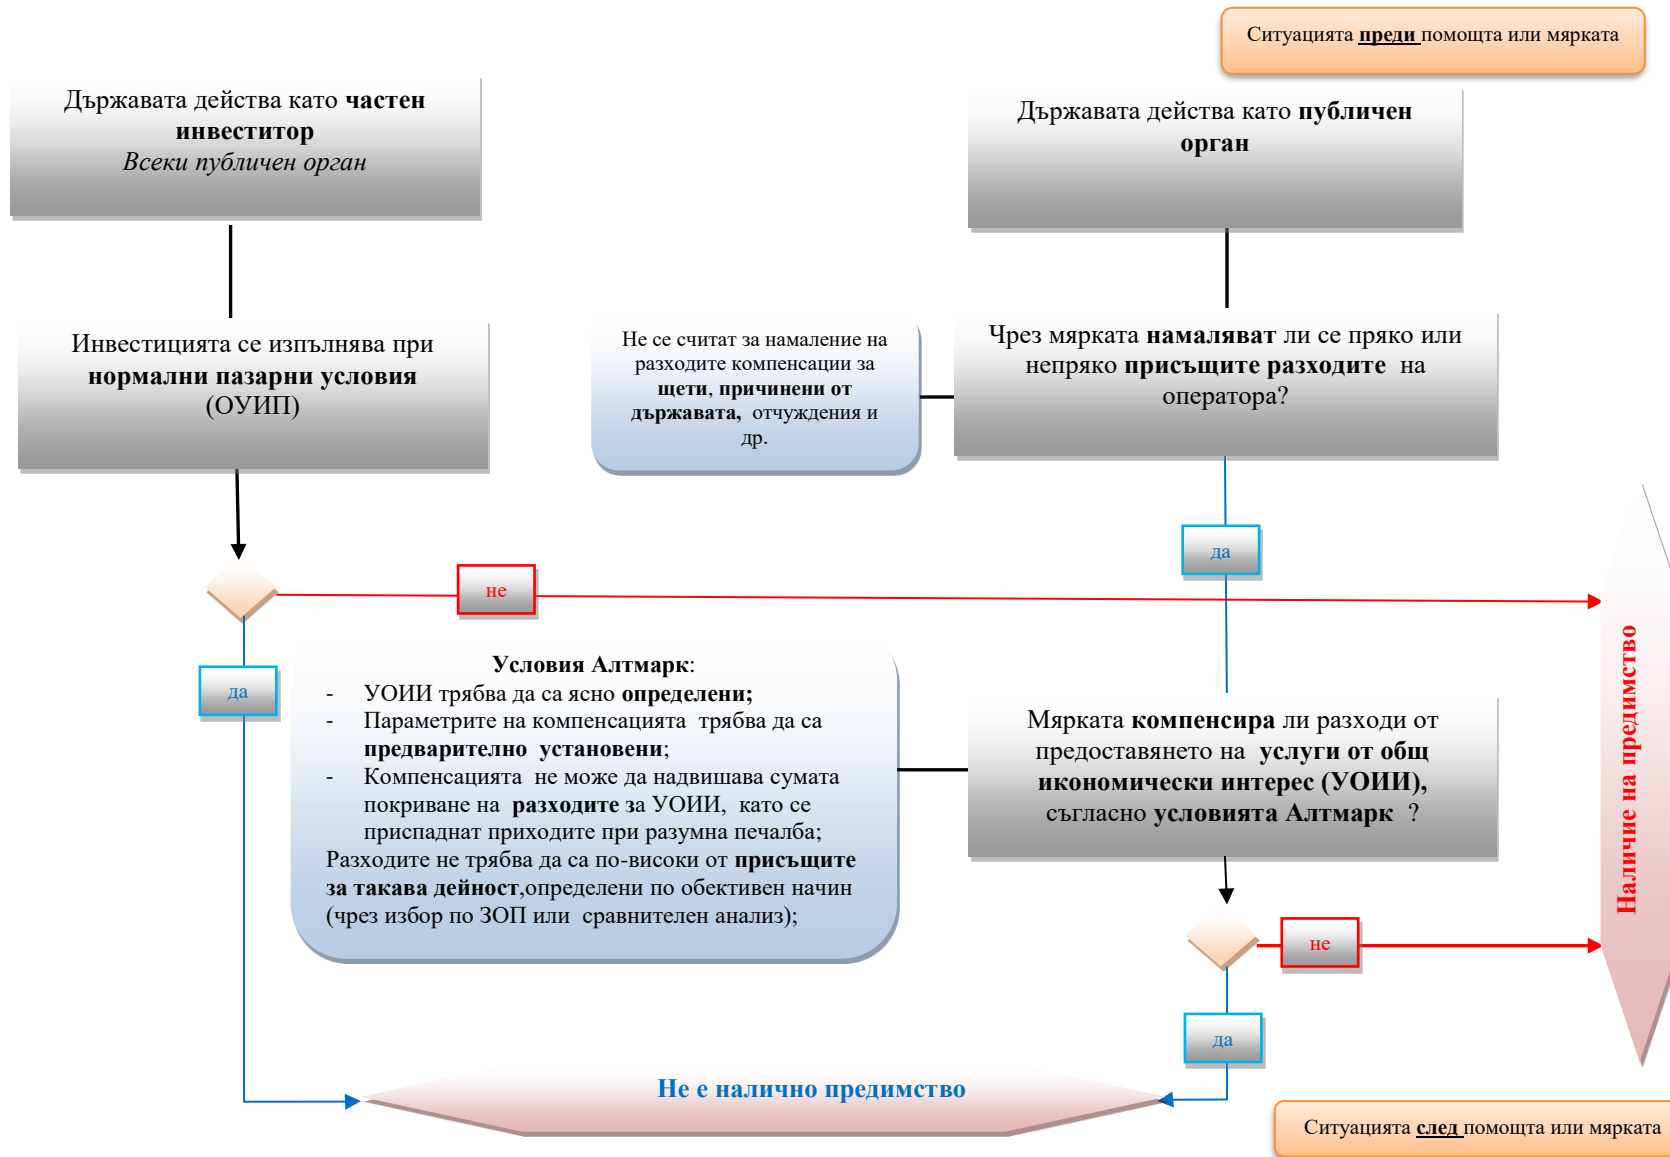 Ситуацията преди помощта или мярката
Държавата действа като частен
инвеститор
Всеки публичен орган
Държавата действа като публичен
орган
Инвестицията се изпълнява при
нормални пазарни условия
(ОУИП)
Не се считат за намаление на
разходите компенсации за
щети, причинени от
държавата, отчуждения и
др.
Чрез мярката намаляват ли се пряко или
непряко присъщите разходите на
оператора?
да
не
да
Условия Алтмарк:
- УОИИ трябва да са ясно определени;
- Параметрите на компенсацията трябва да са
предварително установени;
- Компенсацията не може да надвишава сумата
покриване на разходите за УОИИ, като се
приспаднат приходите при разумна печалба;
Разходите не трябва да са по-високи от присъщите
за такава дейност,определени по обективен начин
(чрез избор по ЗОП или сравнителен анализ);
Мярката компенсира ли разходи от
предоставянето на услуги от общ
икономически интерес (УОИИ),
съгласно условията Алтмарк ?
Наличие на предимство
не
да
Не е налично предимство
Ситуацията след помощта или мярката